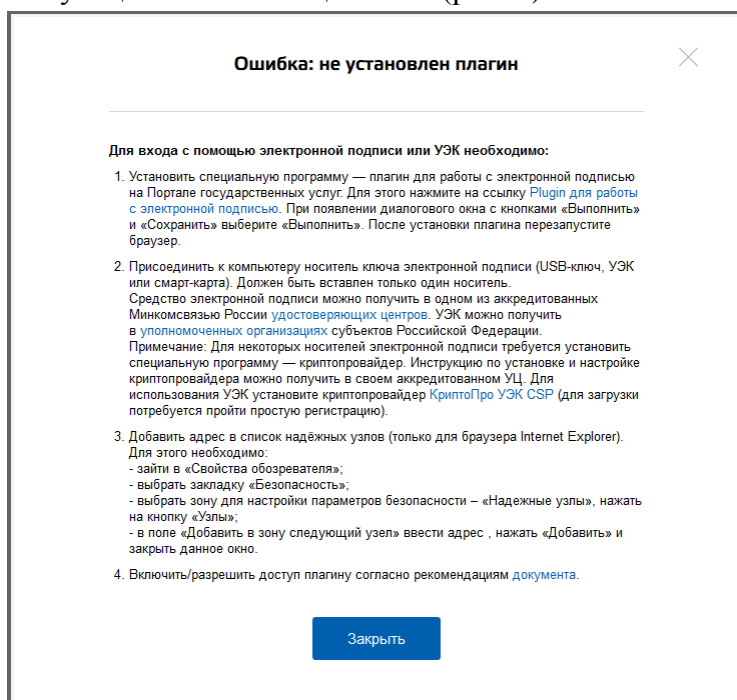 Ошибка: не установлен плагин
Для входа с помощью электронной подписи или УЭК необходимо:
1. Установить специальную программу — плагин для работы с электронной подписью
на Портале государственных услуг. Для этого нажмите на ссылку Plugin для работы
с электронной подписью. При появлении диалогового окна с кнопками «Выполнить»
и «Сохранить» выберите «Выполнить». После установки плагина перезапустите
браузер.
2. Присоединить к компьютеру носитель ключа электронной подписи (USB-ключ, УЭК
или смарт-карта). Должен быть вставлен только один носитель.
Средство электронной подписи можно получить в одном из аккредитованных
Минкомсвязью России удостоверяющих центров. УЭК можно получить
в уполномоченных организациях субъектов Российской Федерации.
Примечание: Для некоторых носителей электронной подписи требуется установить
специальную программу — криптопровайдер. Инструкцию по установке и настройке
криптопровайдера можно получить в своем аккредитованном УЦ. Для
использования УЭК установите криптопровайдер КриптоПро УЭК CSP (для загрузки
потребуется пройти простую регистрацию).
3. Добавить адрес в список надёжных узлов (только для браузера Internet Explorer).
Для этого необходимо:
- зайти в «Свойства обозревателя»;
- выбрать закладку «Безопасность»;
- выбрать зону для настройки параметров безопасности – «Надежные узлы», нажать
на кнопку «Узлы»;
- в поле «Добавить в зону следующий узел» ввести адрес , нажать «Добавить» и
закрыть данное окно.
4. Включить/разрешить доступ плагину согласно рекомендациям документа.
Закрыть